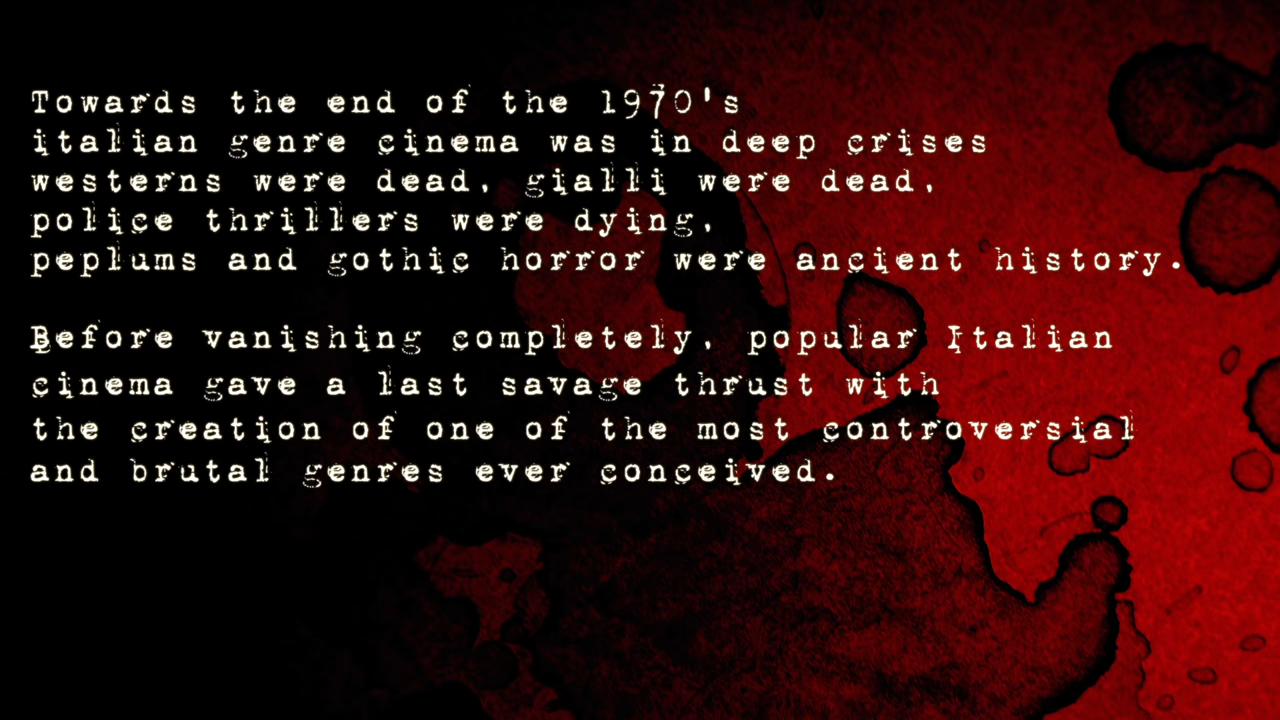 Towards the end of the 1970's
italian genre cinema was in deep crises
westerns were dead, gialli were dead,
police thrillers were dying,
peplums and gothic horror were ancient history.
Before vanishing completely, popular Italian
cinema gave a last savage thrust with
the creation of one of the most controversial
and brutal genres ever conceived.